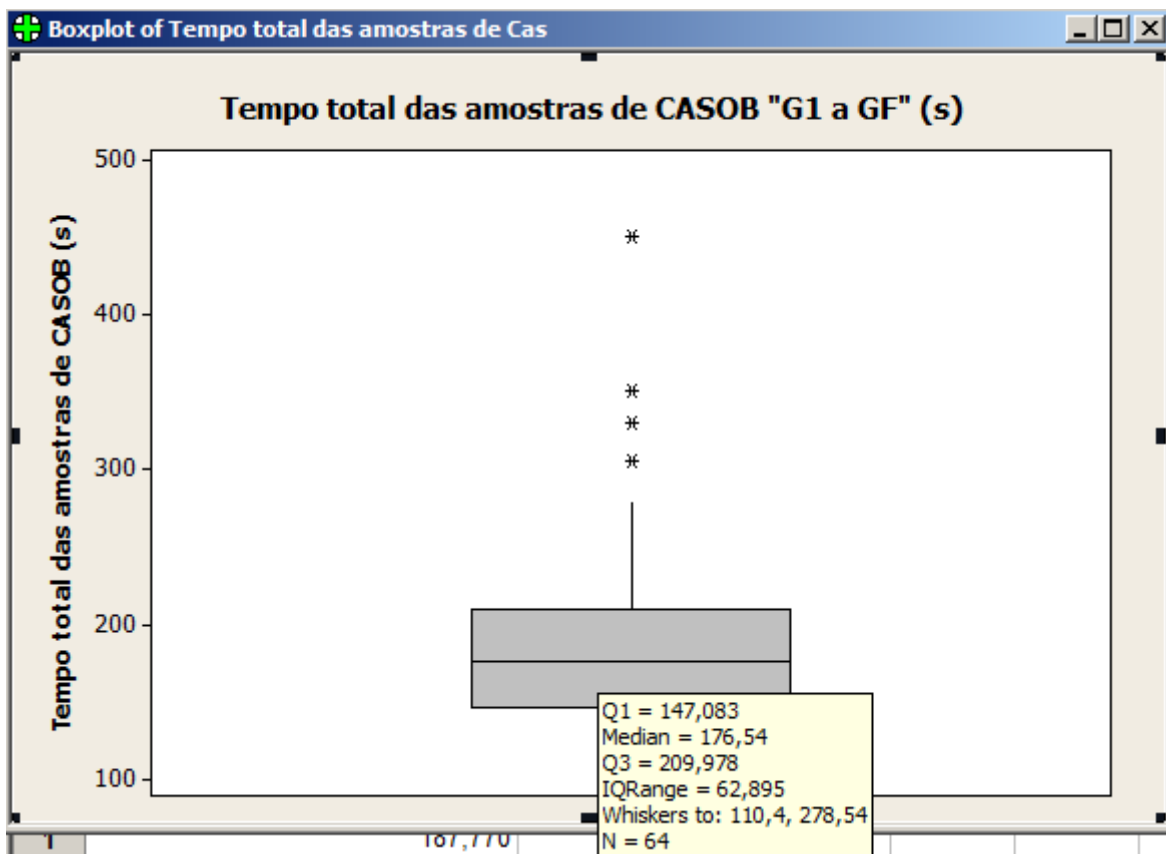 Boxplot of Tempo total das amostras de Cas
Tempo total das amostras de CASOB "G1 a GF" (s)
Tempo total das amostras de CASOB (s)
500
400
300
200
100
Q1 = 147,083
Median = 176,54
Q3 = 209,978
IQRange = 62,895
Whiskers to: 110,4, 278,54
N = 64
1
187,770